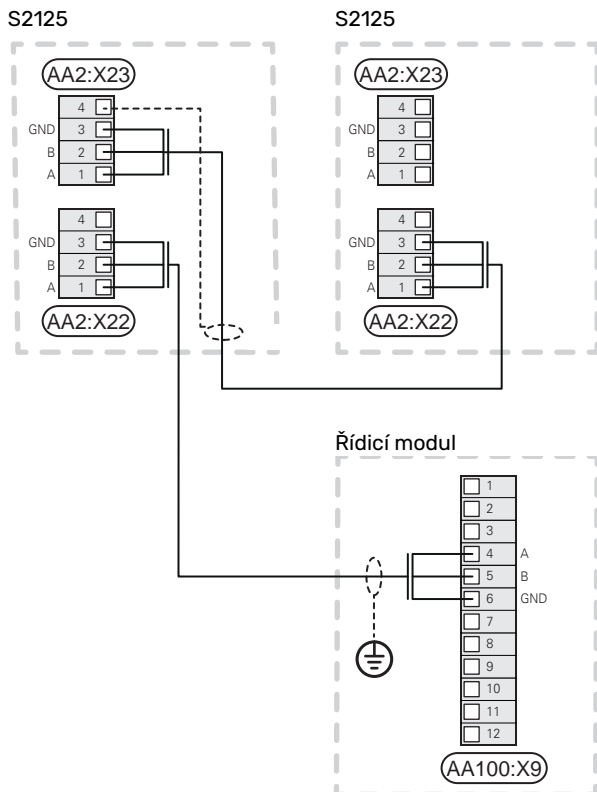 S2125
AA2:X23
4
GND 3
B 2
A 1
4
GND 3
B 2
A 1
AA2:X22
S2125
AA2:X23
4
GND 3
B 2
A 1
4
GND 3
B 2
A 1
AA2:X22
Řídicí modul
1
2
3
4 A
5 B
6 GND
7
8
9
10
11
12
AA100:X9